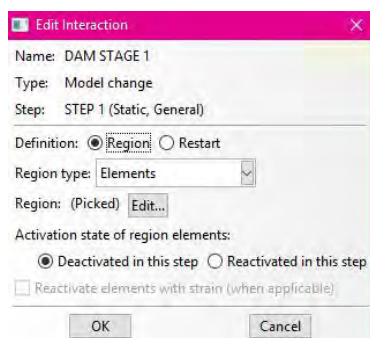 Edit Interaction
Name: DAM STAGE 1
Type: Model change
Step: STEP 1 (Static, General)
Definition: Region Restart
Region type: Elements
Region: (Picked) Edit...
Activation state of region elements:
Deactivated in this step Reactivated in this step
Reactivate elements with strain (when applicable)
OK Cancel